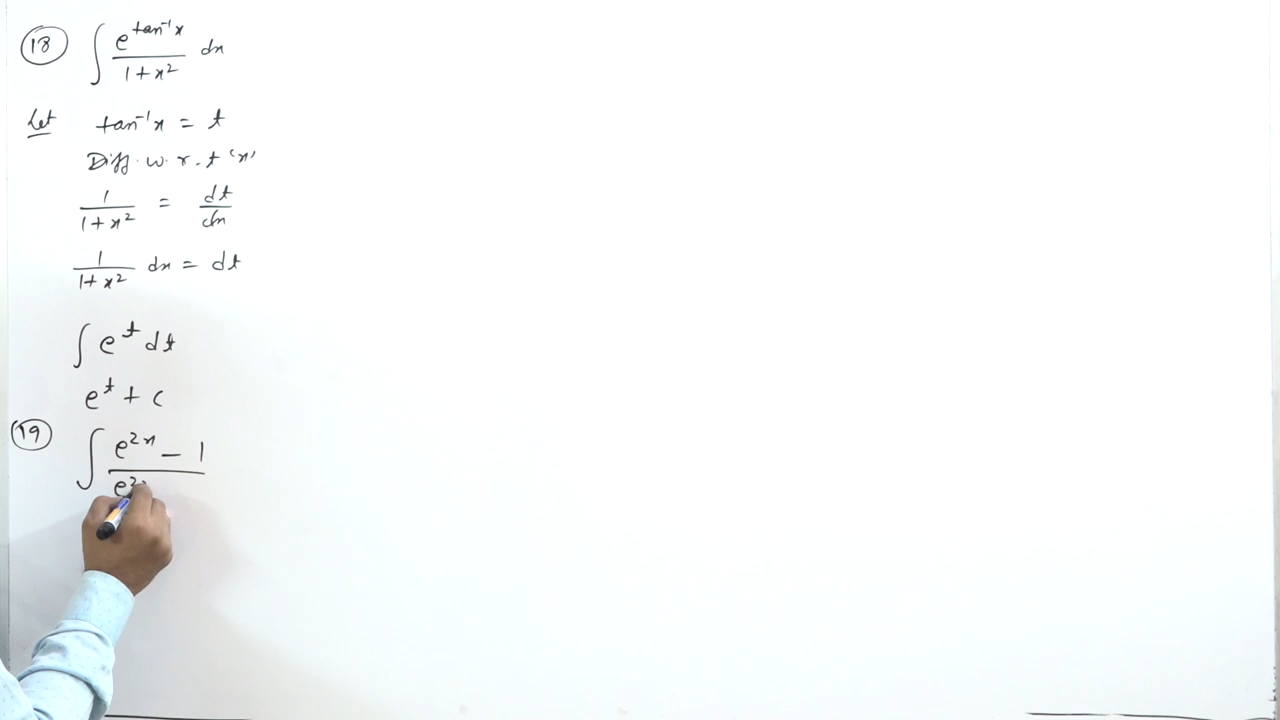 18 ∫ e^(tan⁻¹x) / (1 + x²) dx
Let tan⁻¹x = t
Diff. w. r. t 'x'
1 / (1 + x²) = dt / dx
1 / (1 + x²) dx = dt
∫ e^t dt
e^t + c
19 ∫ (e^(2x) − 1) / e²